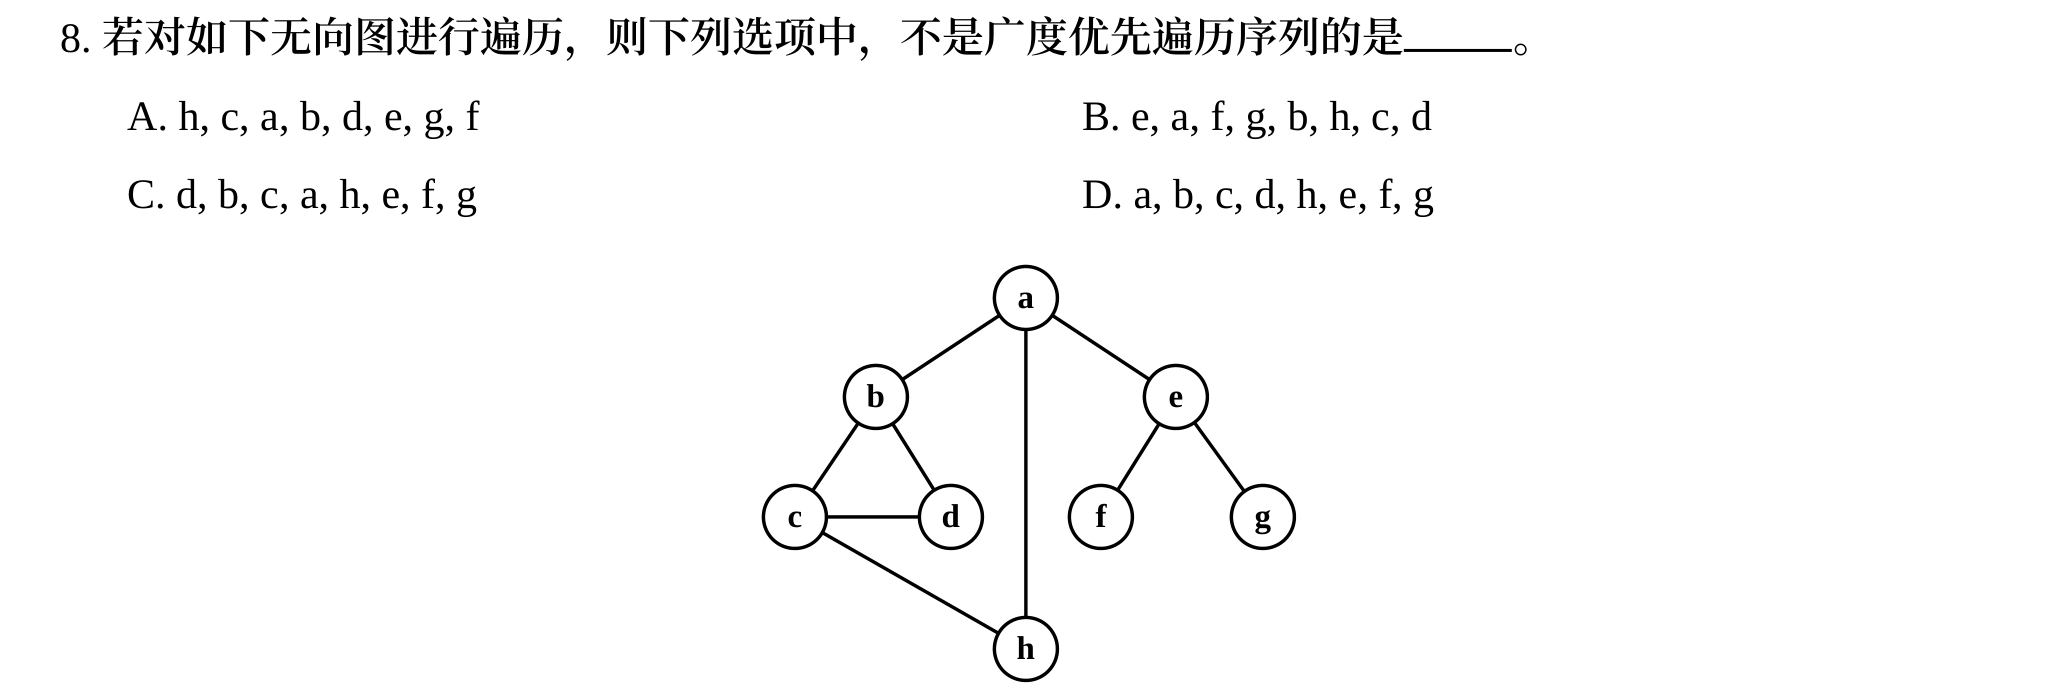 8. 若对如下无向图进行遍历，则下列选项中，不是广度优先遍历序列的是_____。
A. h, c, a, b, d, e, g, f
B. e, a, f, g, b, h, c, d
C. d, b, c, a, h, e, f, g
D. a, b, c, d, h, e, f, g
a
b
e
c
d
f
g
h